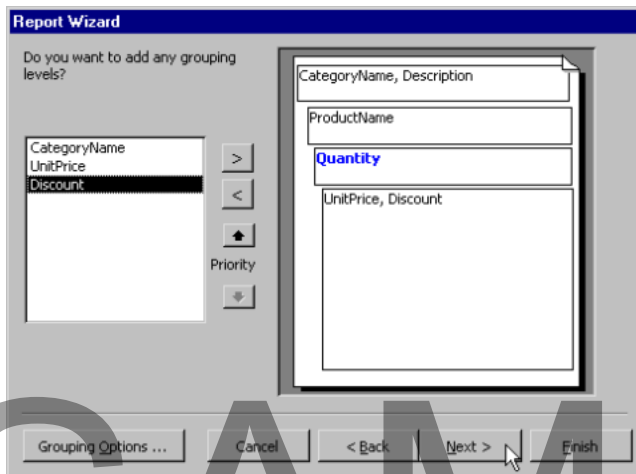 Report Wizard
Do you want to add any grouping
levels?
CategoryName
UnitPrice
Discount
>
<
Priority
CategoryName, Description
ProductName
Quantity
UnitPrice, Discount
Grouping Options ...
Cancel
< Back
Next >
Finish
CAM